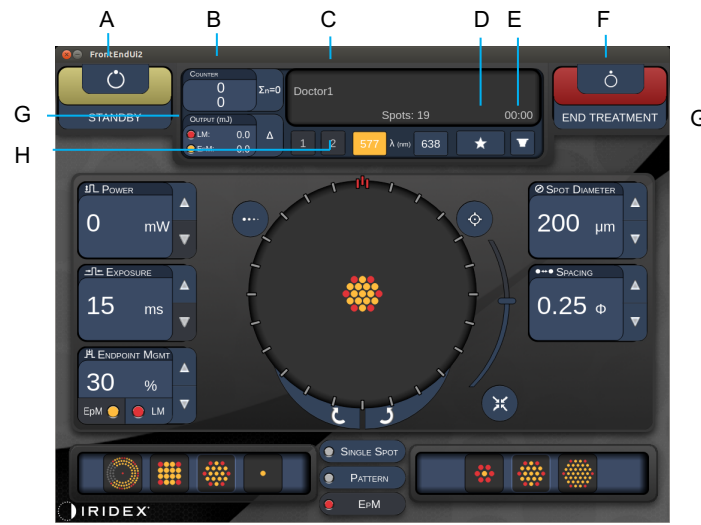 A
B
C
D
E
F
FrontEndUi2
STANDBY
Counter
0
0
Σn=0
Output (mJ)
LM: 0.0
EpM: 0.0
Δ
Doctor1
Spots: 19 00:00
1 2 577 λ (nm) 638
END TREATMENT
G
G
H
Power
0 mW
Exposure
15 ms
Endpoint Mgmt
30 %
EpM LM
Spot Diameter
200 µm
Spacing
0.25 Φ
Single Spot
Pattern
EpM
IRIDEX